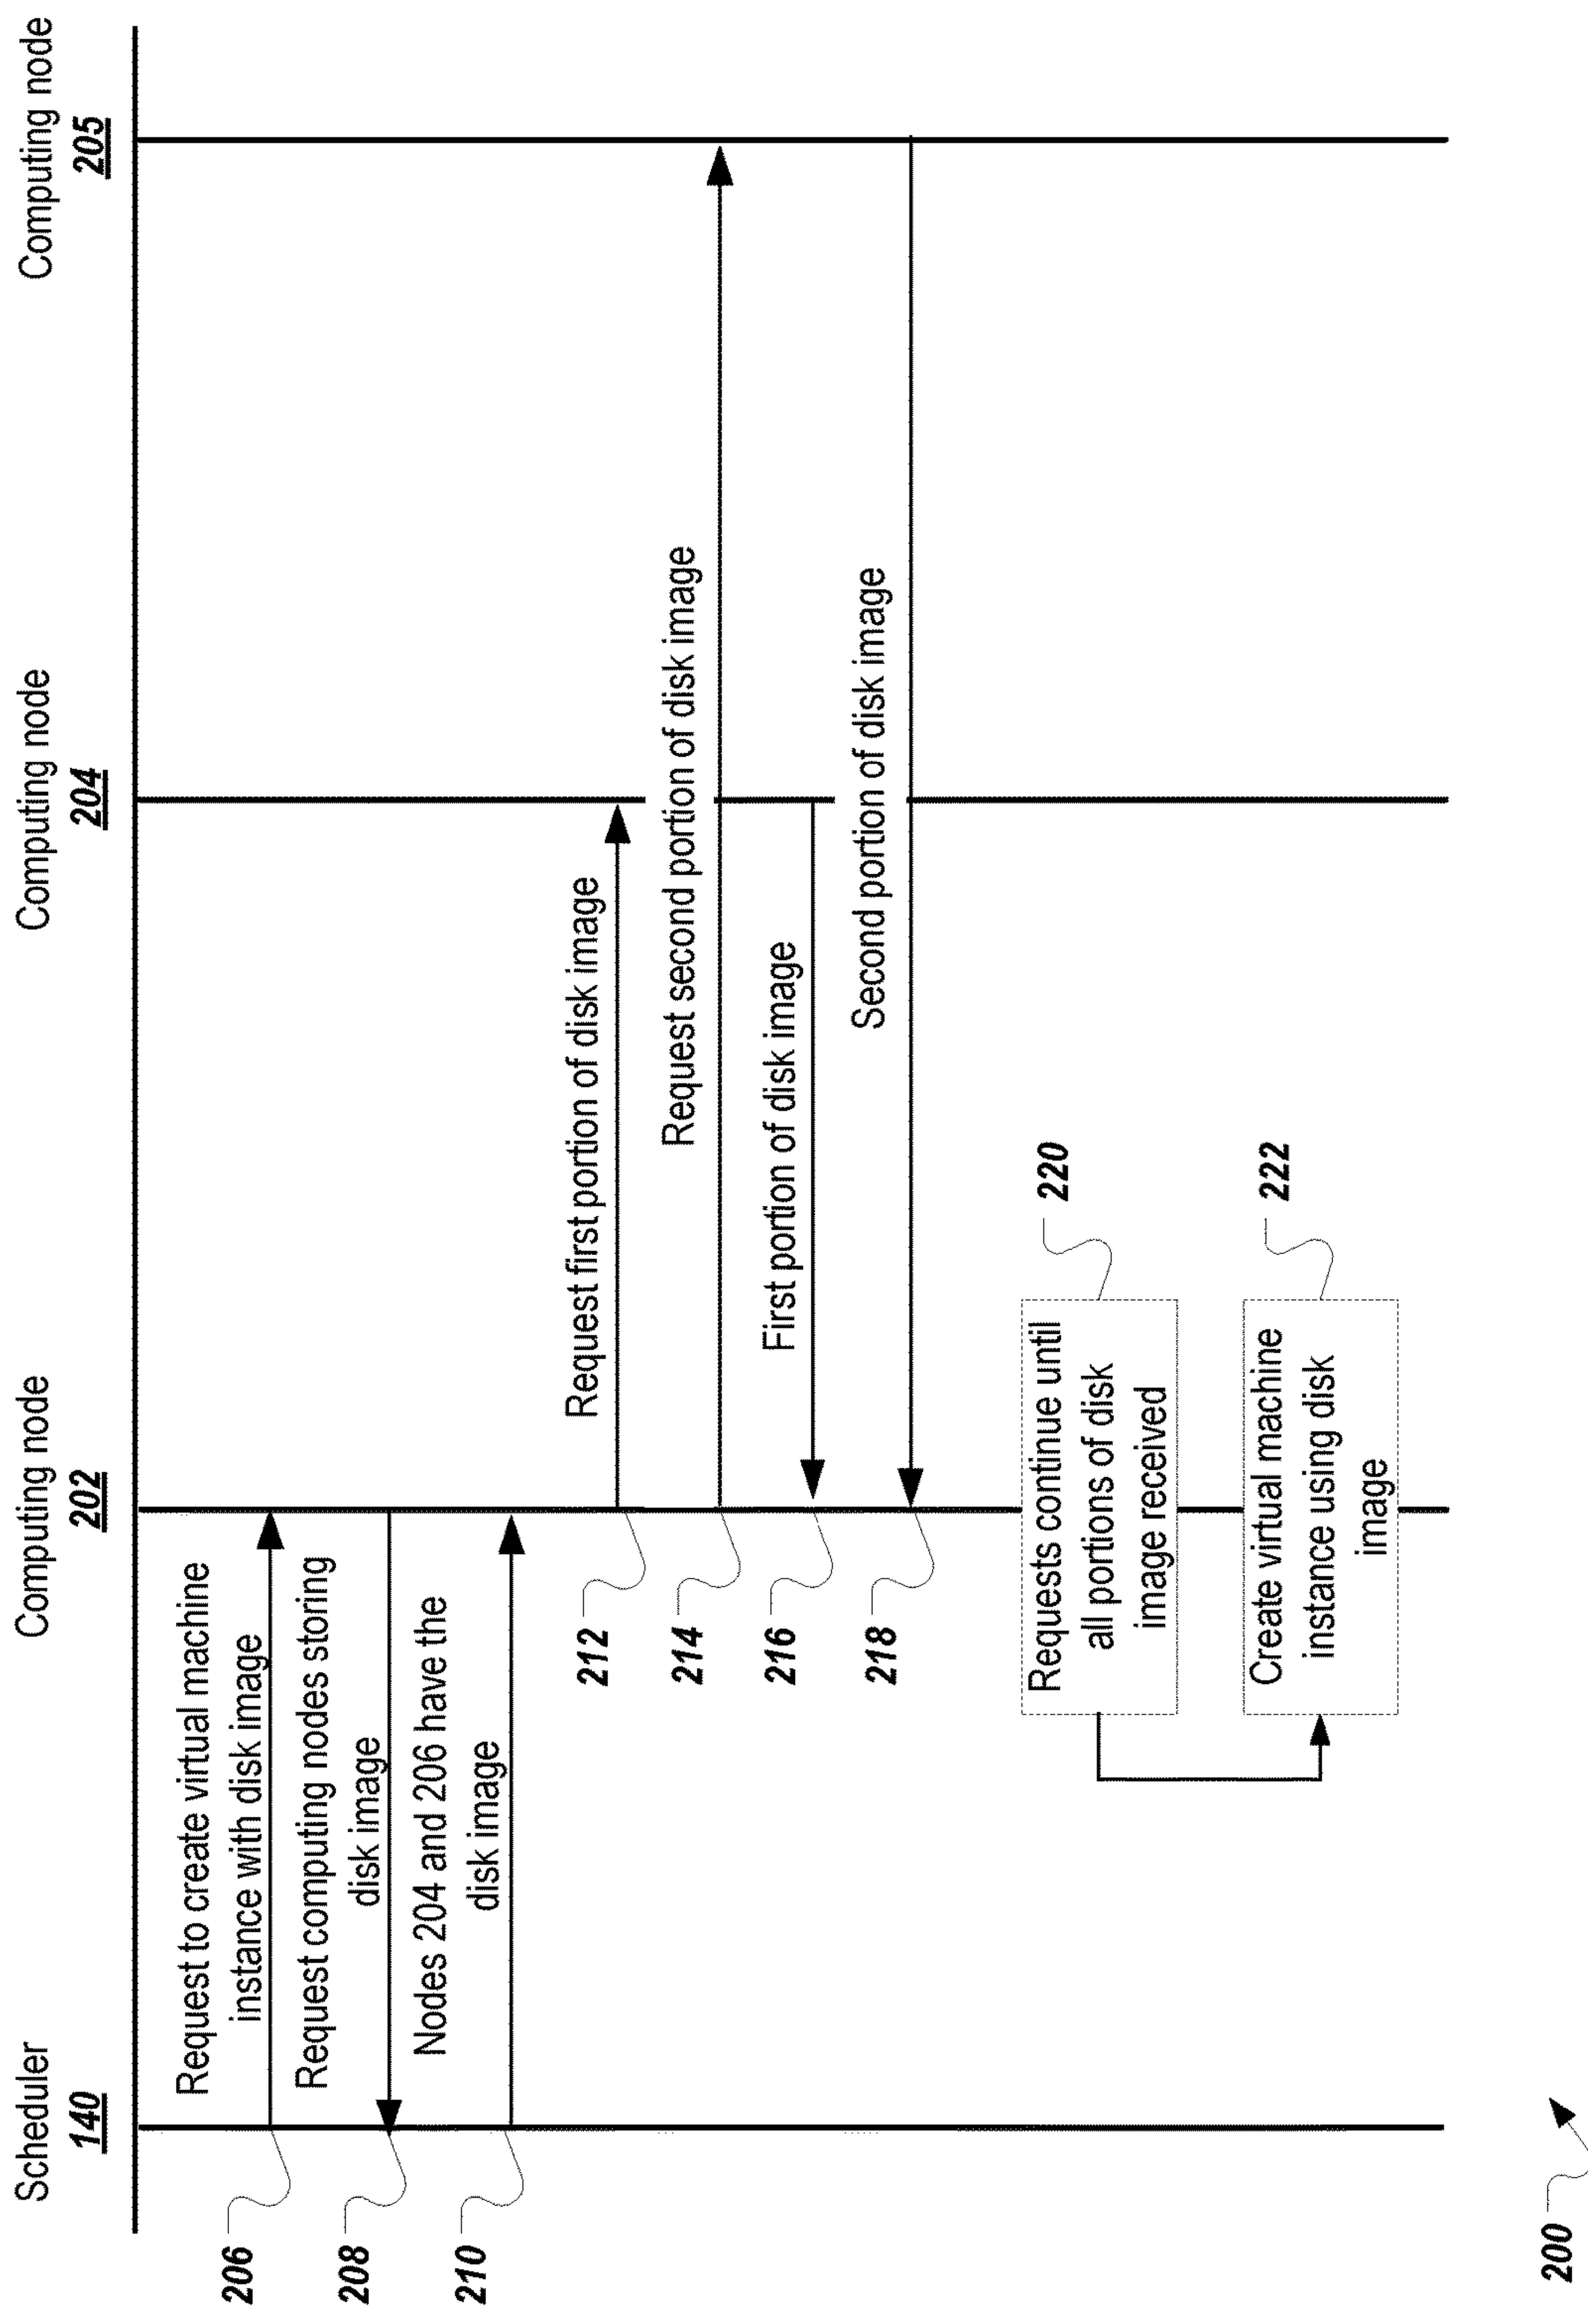 Scheduler
140
Computing node
202
Computing node
204
Computing node
205
206
Request to create virtual machine
instance with disk image
208
Request computing nodes storing
disk image
210
Nodes 204 and 206 have the
disk image
212
Request first portion of disk image
214
Request second portion of disk image
216
First portion of disk image
218
Second portion of disk image
Requests continue until
all portions of disk
image received
220
Create virtual machine
instance using disk
image
222
200